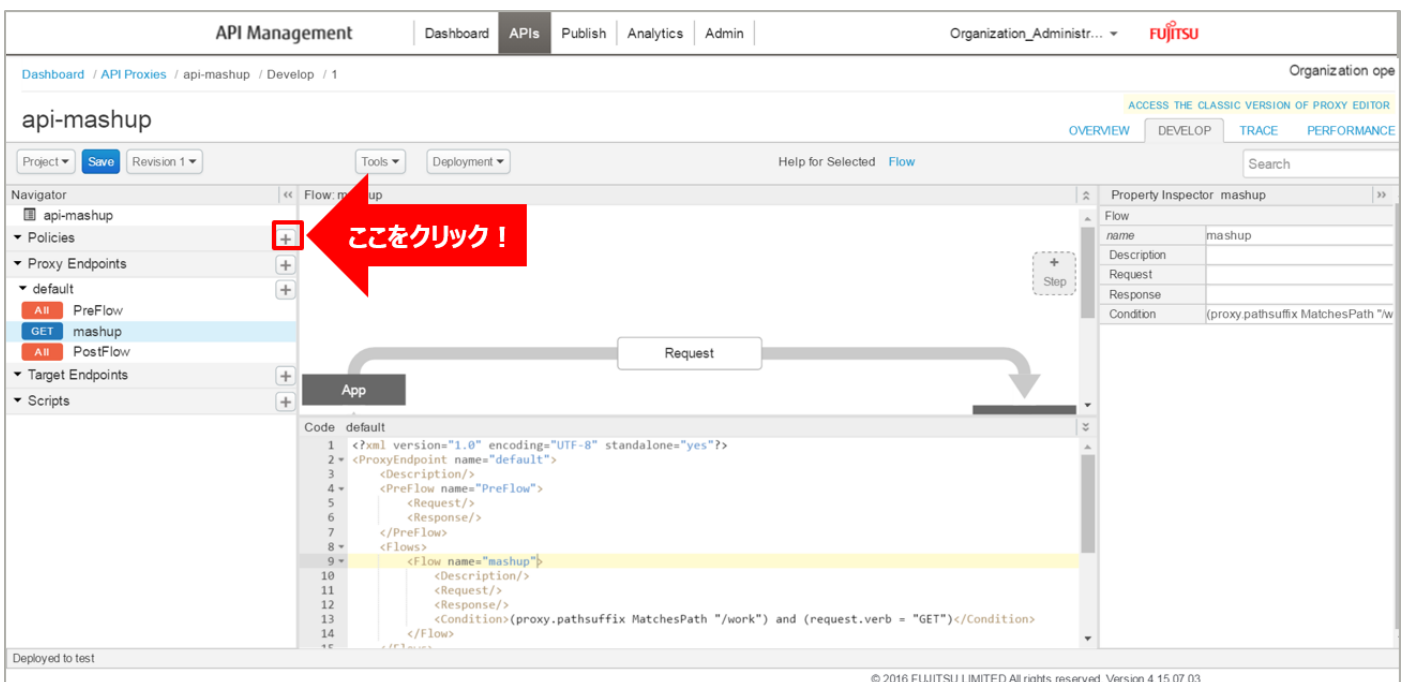 API Management Dashboard APIs Publish Analytics Admin Organization_Administr... FUJITSU
Dashboard / API Proxies / api-mashup / Develop / 1 Organization ope
ACCESS THE CLASSIC VERSION OF PROXY EDITOR
api-mashup
OVERVIEW DEVELOP TRACE PERFORMANCE
Project Save Revision 1 Tools Deployment Help for Selected Flow Search
Navigator
api-mashup
Policies
Proxy Endpoints
default
All PreFlow
GET mashup
All PostFlow
Target Endpoints
Scripts
ここをクリック！
+
Step
Request
App
Property Inspector mashup
Flow
name mashup
Description
Request
Response
Condition (proxy.pathsuffix MatchesPath "/w
Code default
1 <?xml version="1.0" encoding="UTF-8" standalone="yes"?>
2 <ProxyEndpoint name="default">
3 <Description/>
4 <PreFlow name="PreFlow">
5 <Request/>
6 <Response/>
7 </PreFlow>
8 <Flows>
9 <Flow name="mashup">
10 <Description/>
11 <Request/>
12 <Response/>
13 <Condition>(proxy.pathsuffix MatchesPath "/work") and (request.verb = "GET")</Condition>
14 </Flow>
Deployed to test
© 2016 FUJITSU LIMITED All rights reserved. Version 4.15.07.03